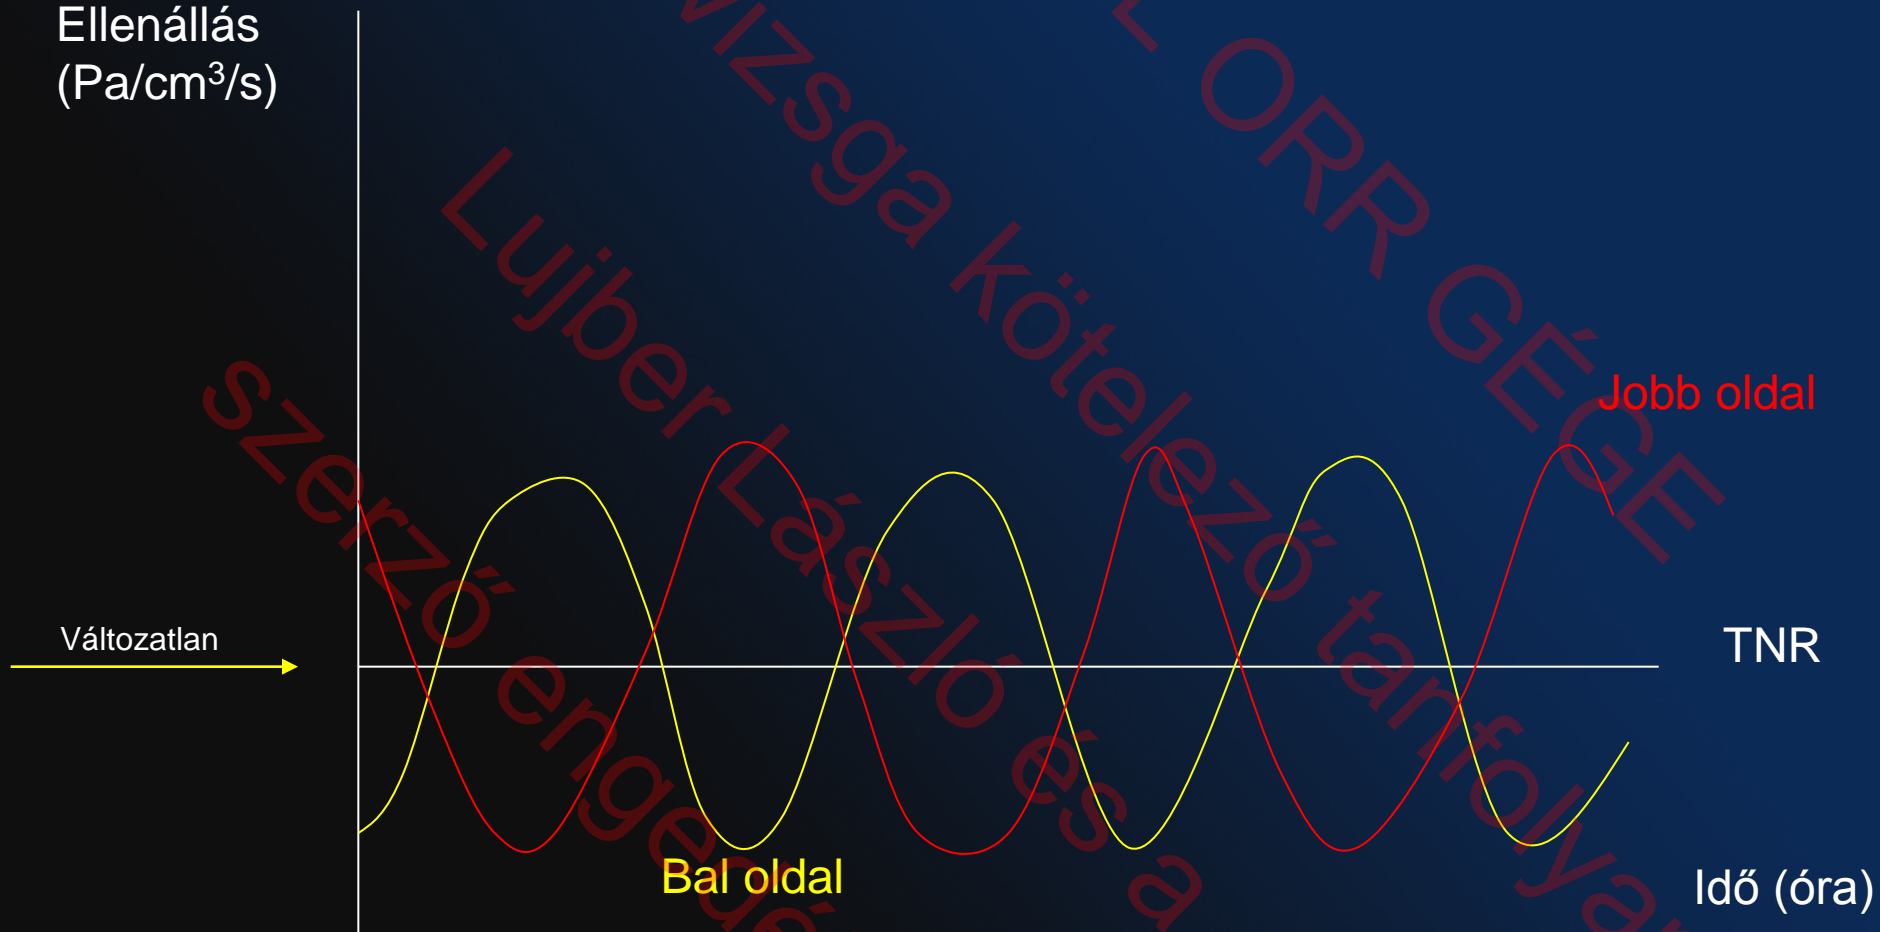 Ellenállás
(Pa/cm³/s)
L ORR GÉGE
vizsga kötelező tanfolya
Lujber László és a
szerző engedé
Jobb oldal
Változatlan
TNR
Bal oldal
Idő (óra)